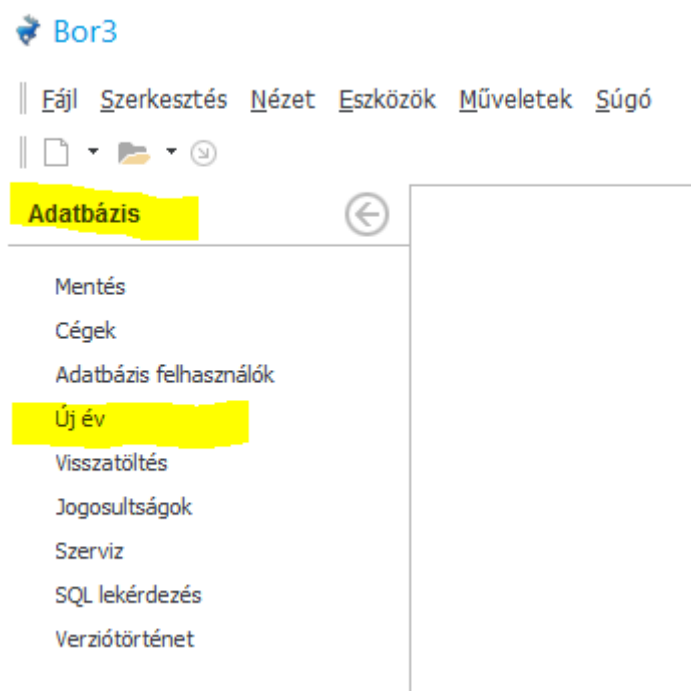 Bor3
Fájl Szerkesztés Nézet Eszközök Műveletek Súgó
Adatbázis
Mentés
Cégek
Adatbázis felhasználók
Új év
Visszatöltés
Jogosultságok
Szerviz
SQL lekérdezés
Verziótörténet